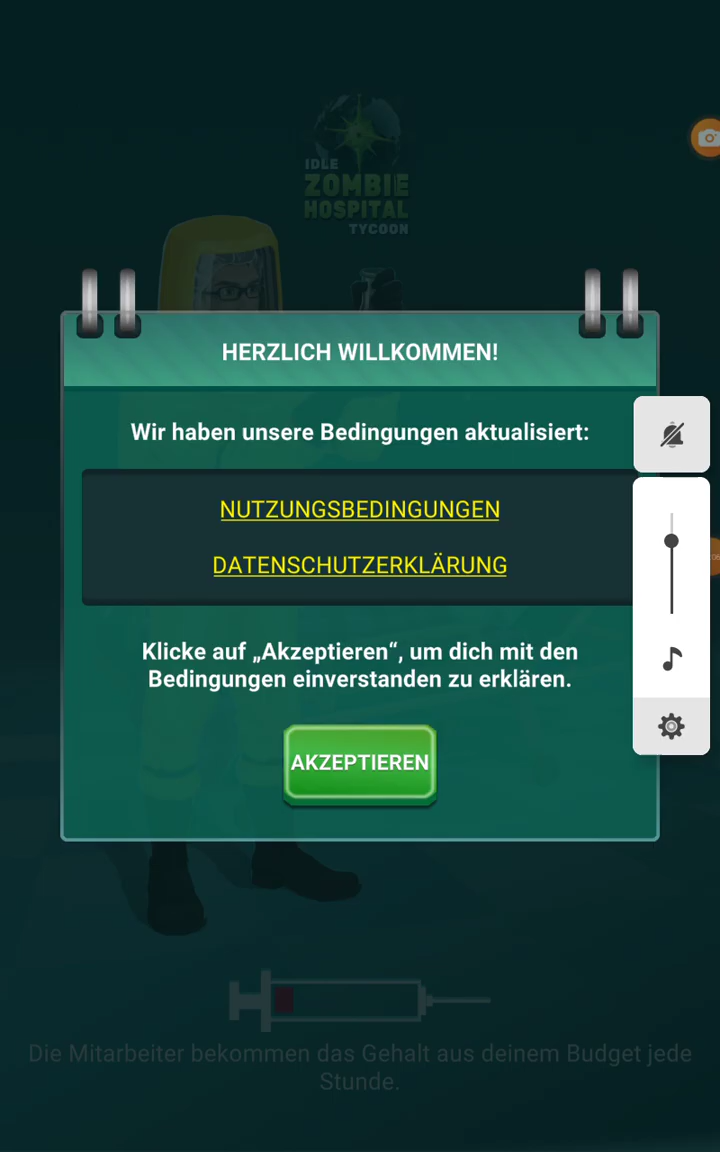 IDLE
ZOMBIE
HOSPITAL
TYCOON
HERZLICH WILLKOMMEN!
Wir haben unsere Bedingungen aktualisiert:
NUTZUNGSBEDINGUNGEN
DATENSCHUTZERKLÄRUNG
Klicke auf „Akzeptieren“, um dich mit den
Bedingungen einverstanden zu erklären.
AKZEPTIEREN
Die Mitarbeiter bekommen das Gehalt aus deinem Budget jede
Stunde.